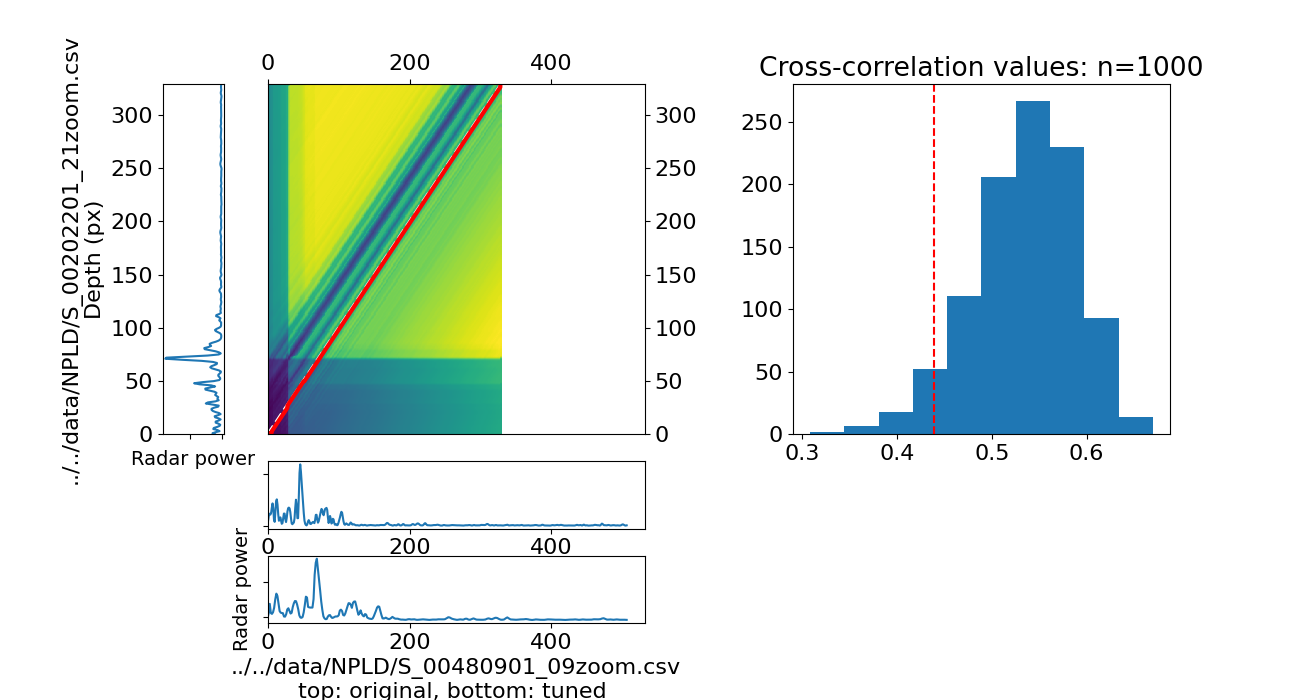 ../../data/NPLD/S_00202201_21zoom.csv
Depth (px)
0 200 400
300
250
200
150
100
50
0
300
250
200
150
100
50
0
Radar power
0 200 400
Radar power
0 200 400
../../data/NPLD/S_00480901_09zoom.csv
top: original, bottom: tuned
Cross-correlation values: n=1000
250
200
150
100
50
0
0.3 0.4 0.5 0.6